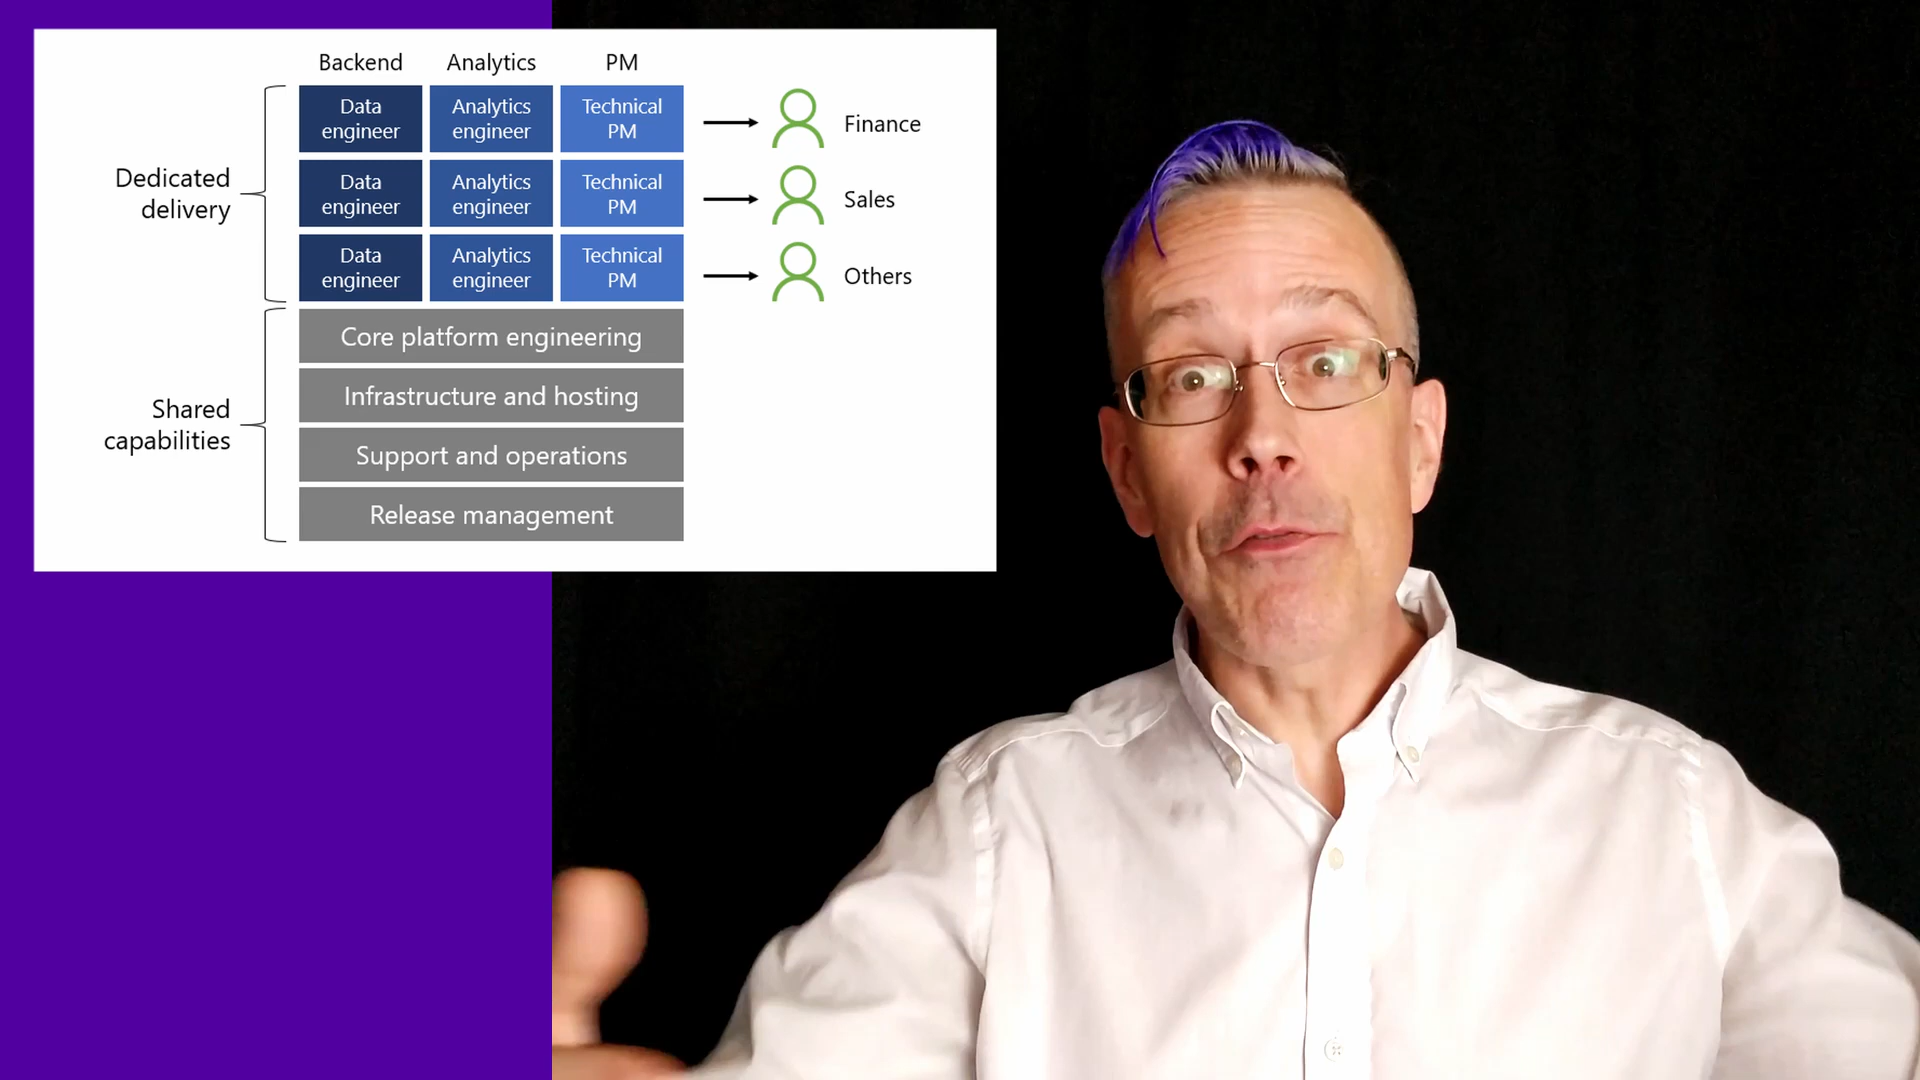 Backend Analytics PM
Dedicated
delivery
Data
engineer
Analytics
engineer
Technical
PM
Finance
Data
engineer
Analytics
engineer
Technical
PM
Sales
Data
engineer
Analytics
engineer
Technical
PM
Others
Shared
capabilities
Core platform engineering
Infrastructure and hosting
Support and operations
Release management